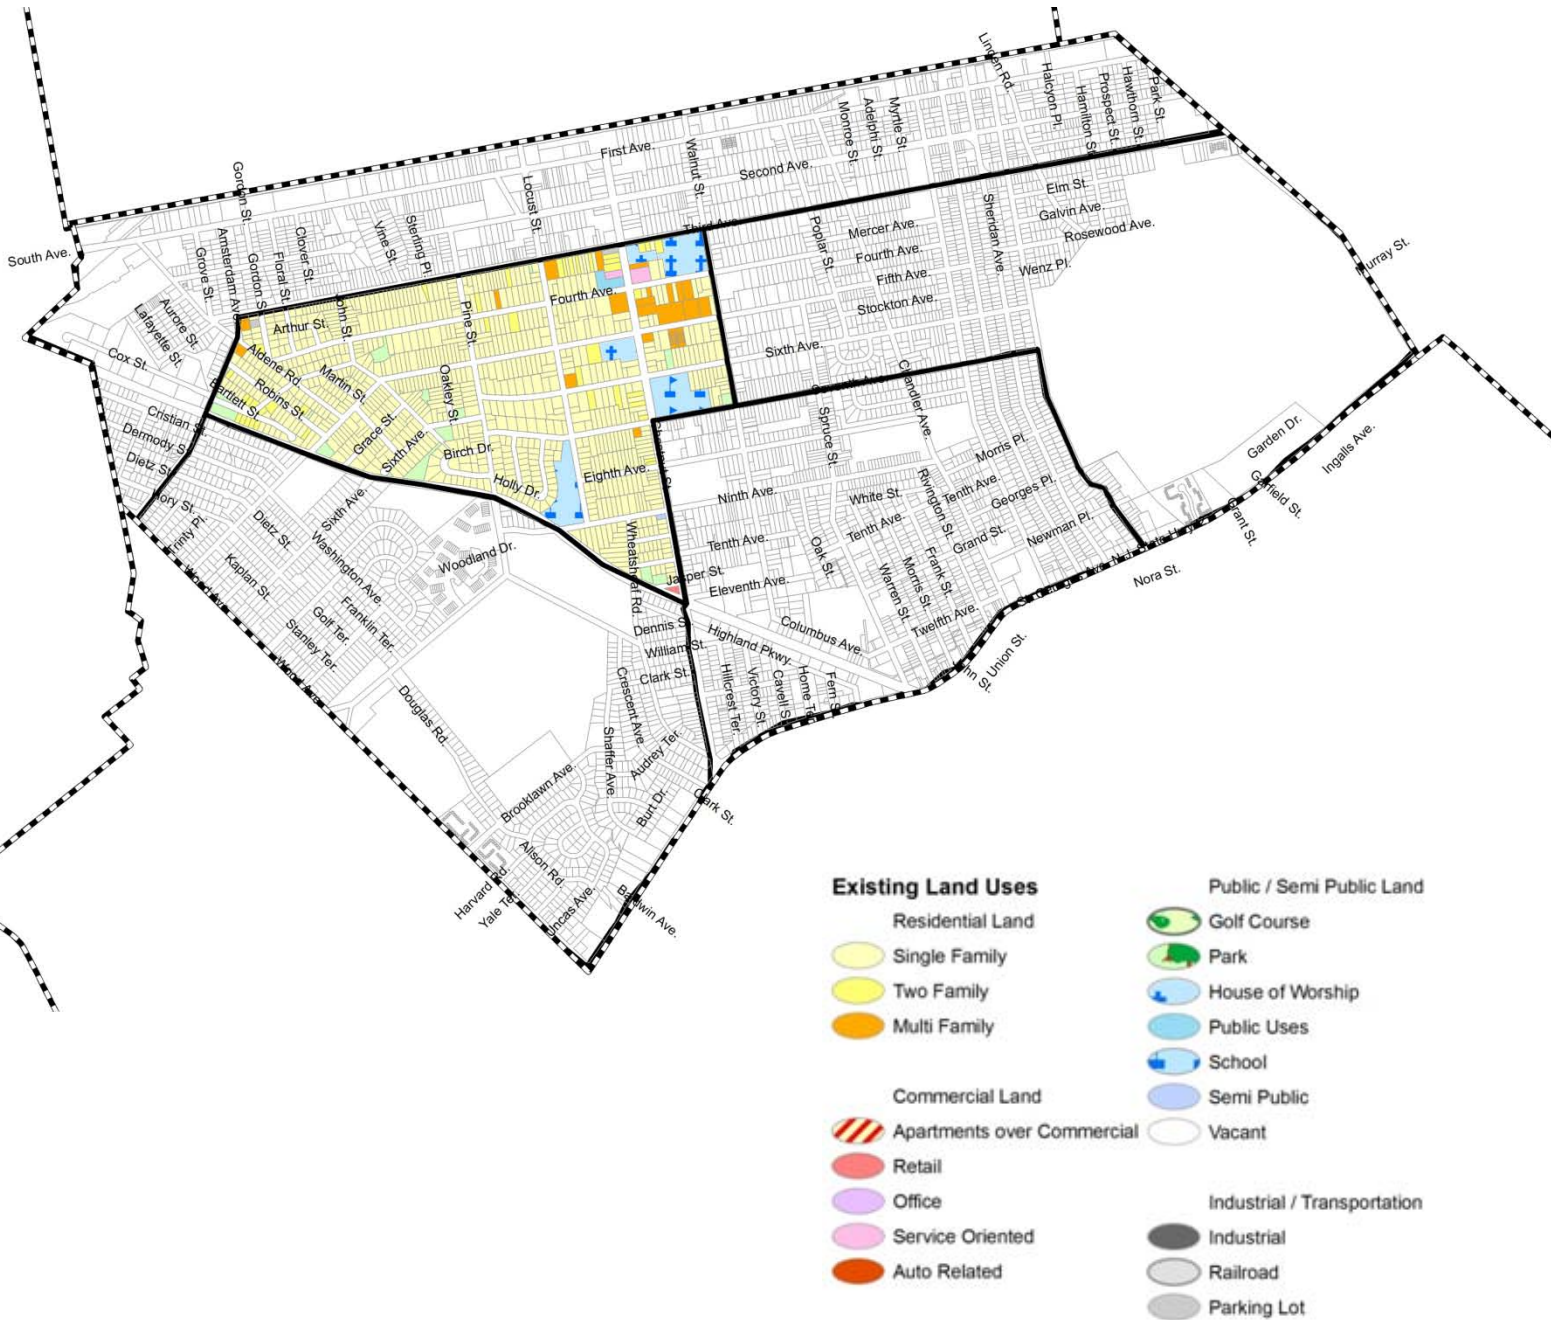 Linden Rd.
Halcyon Pl.
Hamilton St.
Prospect St.
Hawthorn St.
Park St.
Myrtle St.
Adelphi St.
Monroe St.
First Ave.
Walnut St.
Second Ave.
Locust St.
Gordon St.
Third Ave.
Elm St.
Galvin Ave.
Rosewood Ave.
Sheridan Ave.
Wenz Pl.
Murray St.
Mercer Ave.
Poplar St.
Fourth Ave.
Fifth Ave.
Stockton Ave.
Sterling Pl.
Vine St.
Clover St.
Floral St.
Gordon S
Amsterdam Ave.
Grove St.
South Ave.
Aurore St.
Lafayette St.
Cox St.
Arthur St.
John St.
Pine St.
Fourth Ave.
Aldene Rd.
Martin St.
Robins St.
Bartlett St.
Oakley St.
Grace St.
Sixth Ave.
Birch Dr.
Holly Dr.
Eighth Ave.
Sixth Ave.
Seventh Ave.
Chandler Ave.
Spruce St.
Cristian St.
Dermody S
Dietz St.
Trinty Pl.
Wood Ave.
Sixth Ave.
Dietz St.
Washington Ave.
Kaplan St.
Woodland Dr.
Franklin Ter.
Golf Ter.
Stanley Ter.
Wood Ave.
Wheatsheaf Rd.
Jasper St.
Ninth Ave.
White St.
Rivington St.
Morris Pl.
Tenth Ave.
Georges Pl.
Tenth Ave.
Tenth Ave.
Grand St.
Newman Pl.
Oak St.
Frank St.
Morris St.
Warren St.
Eleventh Ave.
Twelfth Ave.
Columbus Ave.
Garden Dr.
Ingalls Ave.
Garfield St.
Grant St.
Nora St.
Union St.
Dennis S
William St.
Clark St.
Highland Pkwy.
Hillcrest Ter.
Victory St.
Cavell S
Home Te
Fern S
Crescent Ave.
Shaffer Ave.
Audrey Ter.
Douglas Rd.
Brooklawn Ave.
Burt Dr.
Clark St.
Alison Rd.
Harvard Rd.
Yale Te
Uncas Ave.
Baldwin Ave.
Existing Land Uses
Residential Land
Single Family
Two Family
Multi Family
Commercial Land
Apartments over Commercial
Retail
Office
Service Oriented
Auto Related
Public / Semi Public Land
Golf Course
Park
House of Worship
Public Uses
School
Semi Public
Vacant
Industrial / Transportation
Industrial
Railroad
Parking Lot